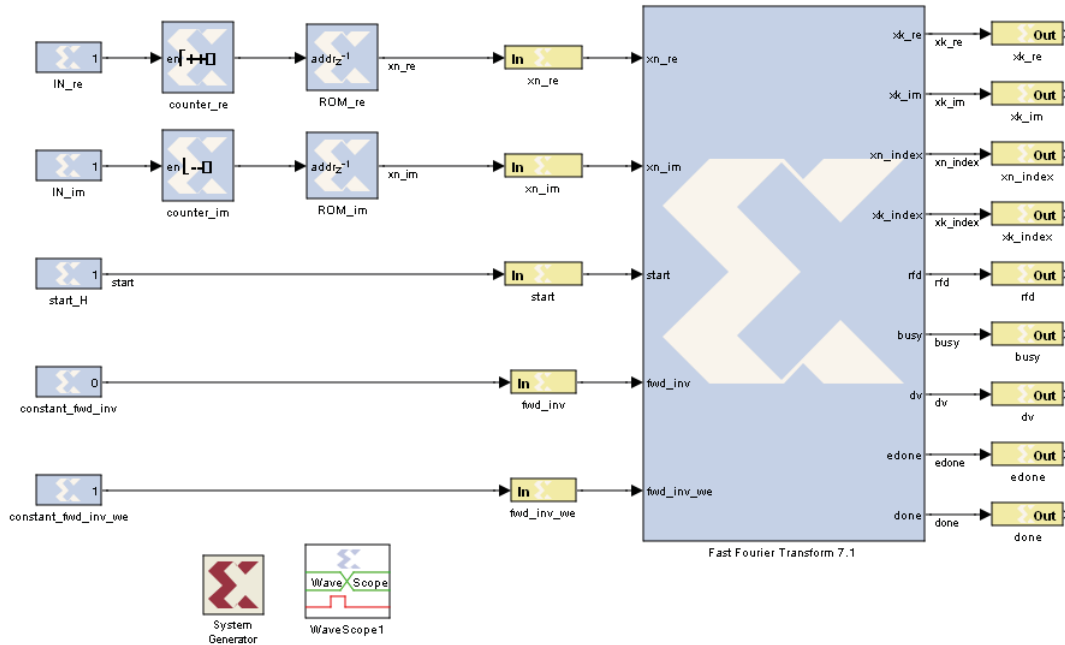 1
IN_re
en
++
counter_re
addr z⁻¹
ROM_re
xn_re
In
xn_re
xn_re
1
IN_im
en
--
counter_im
addr z⁻¹
ROM_im
xn_im
In
xn_im
xn_im
1
start_H
start
In
start
start
0
constant_fwd_inv
In
fwd_inv
fwd_inv
1
constant_fwd_inv_we
In
fwd_inv_we
fwd_inv_we
xk_re
xk_re
Out
xk_re
xk_im
xk_im
Out
xk_im
xn_index
xn_index
Out
xn_index
xk_index
xk_index
Out
xk_index
rfd
rfd
Out
rfd
busy
busy
Out
busy
dv
dv
Out
dv
edone
edone
Out
edone
done
done
Out
done
Fast Fourier Transform 7.1
System
Generator
Wave Scope
WaveScope1